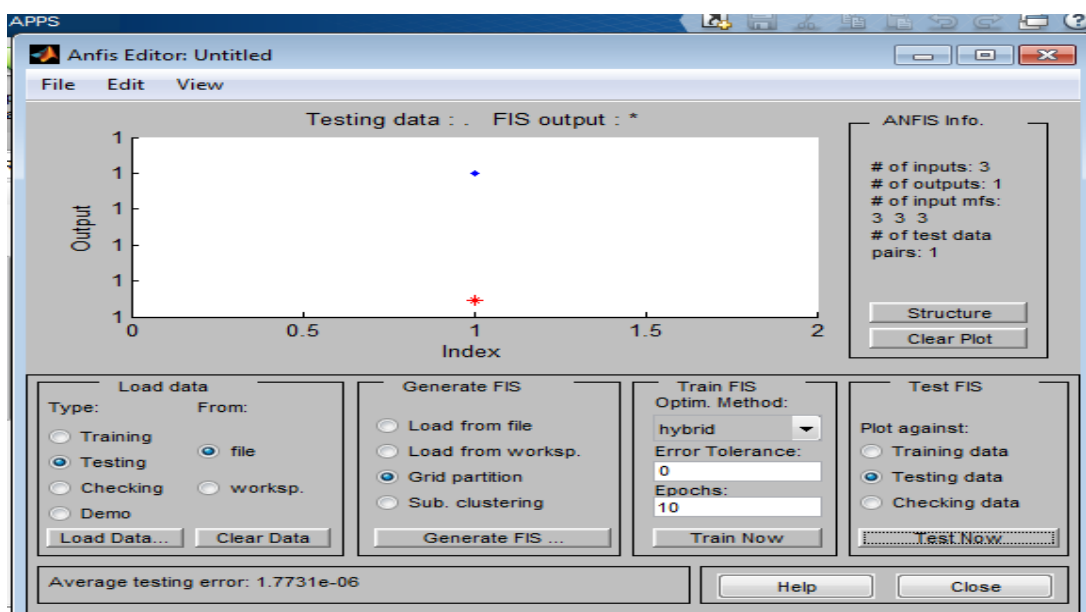 APPS
Anfis Editor: Untitled
File Edit View
Testing data : . FIS output : *
1
1
1
1
1
1
Output
0 0.5 1 1.5 2
Index
ANFIS Info.
# of inputs: 3
# of outputs: 1
# of input mfs:
3 3 3
# of test data
pairs: 1
Structure
Clear Plot
Load data
Type: From:
Training
Testing
Checking
Demo
file
worksp.
Load Data... Clear Data
Generate FIS
Load from file
Load from worksp.
Grid partition
Sub. clustering
Generate FIS ...
Train FIS
Optim. Method:
hybrid
Error Tolerance:
0
Epochs:
10
Train Now
Test FIS
Plot against:
Training data
Testing data
Checking data
Test Now
Average testing error: 1.7731e-06
Help Close